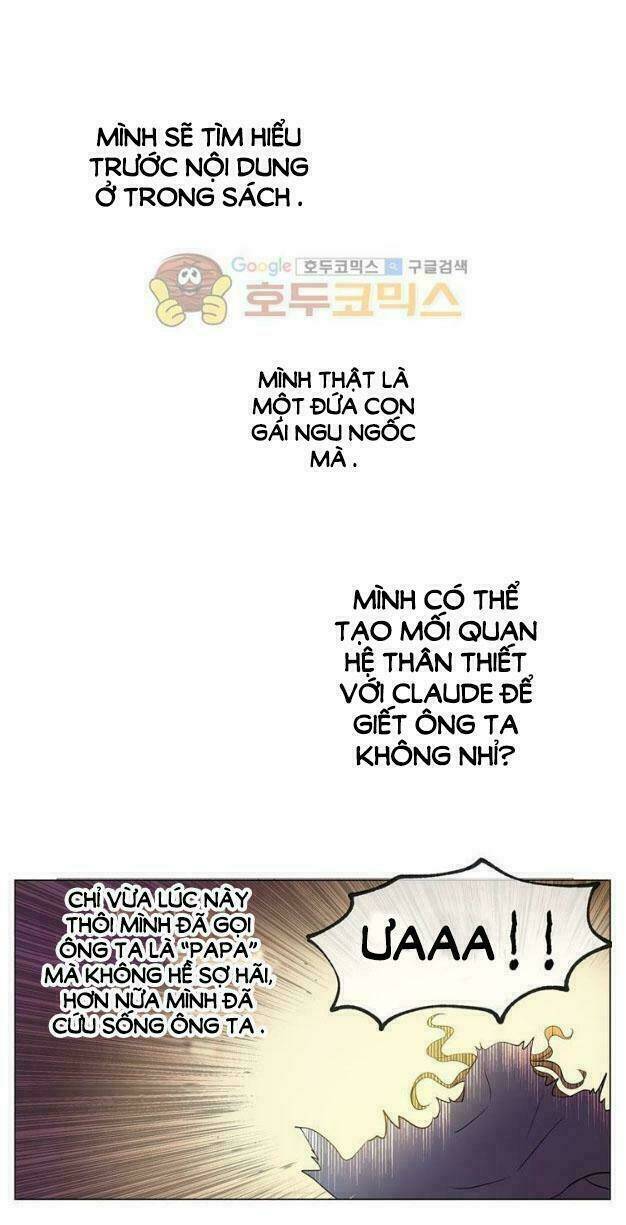 MÌNH SẼ TÌM HIỂU
TRƯỚC NỘI DUNG
Ở TRONG SÁCH.
Google 호두코믹스 구글검색
호두코믹스
MÌNH THẬT LÀ
MỘT ĐỨA CON
GÁI NGU NGỐC
MÀ.
MÌNH CÓ THỂ
TẠO MỐI QUAN
HỆ THÂN THIẾT
VỚI CLAUDE ĐỂ
GIẾT ÔNG TA
KHÔNG NHỈ?
CHỈ VỪA LÚC NÀY
THÔI MÌNH ĐÃ GỌI
ÔNG TA LÀ "PAPA"
MÀ KHÔNG HỀ SỢ HÃI,
HƠN NỮA MÌNH ĐÃ
CỨU SỐNG ÔNG TA.
ƯAAA!!